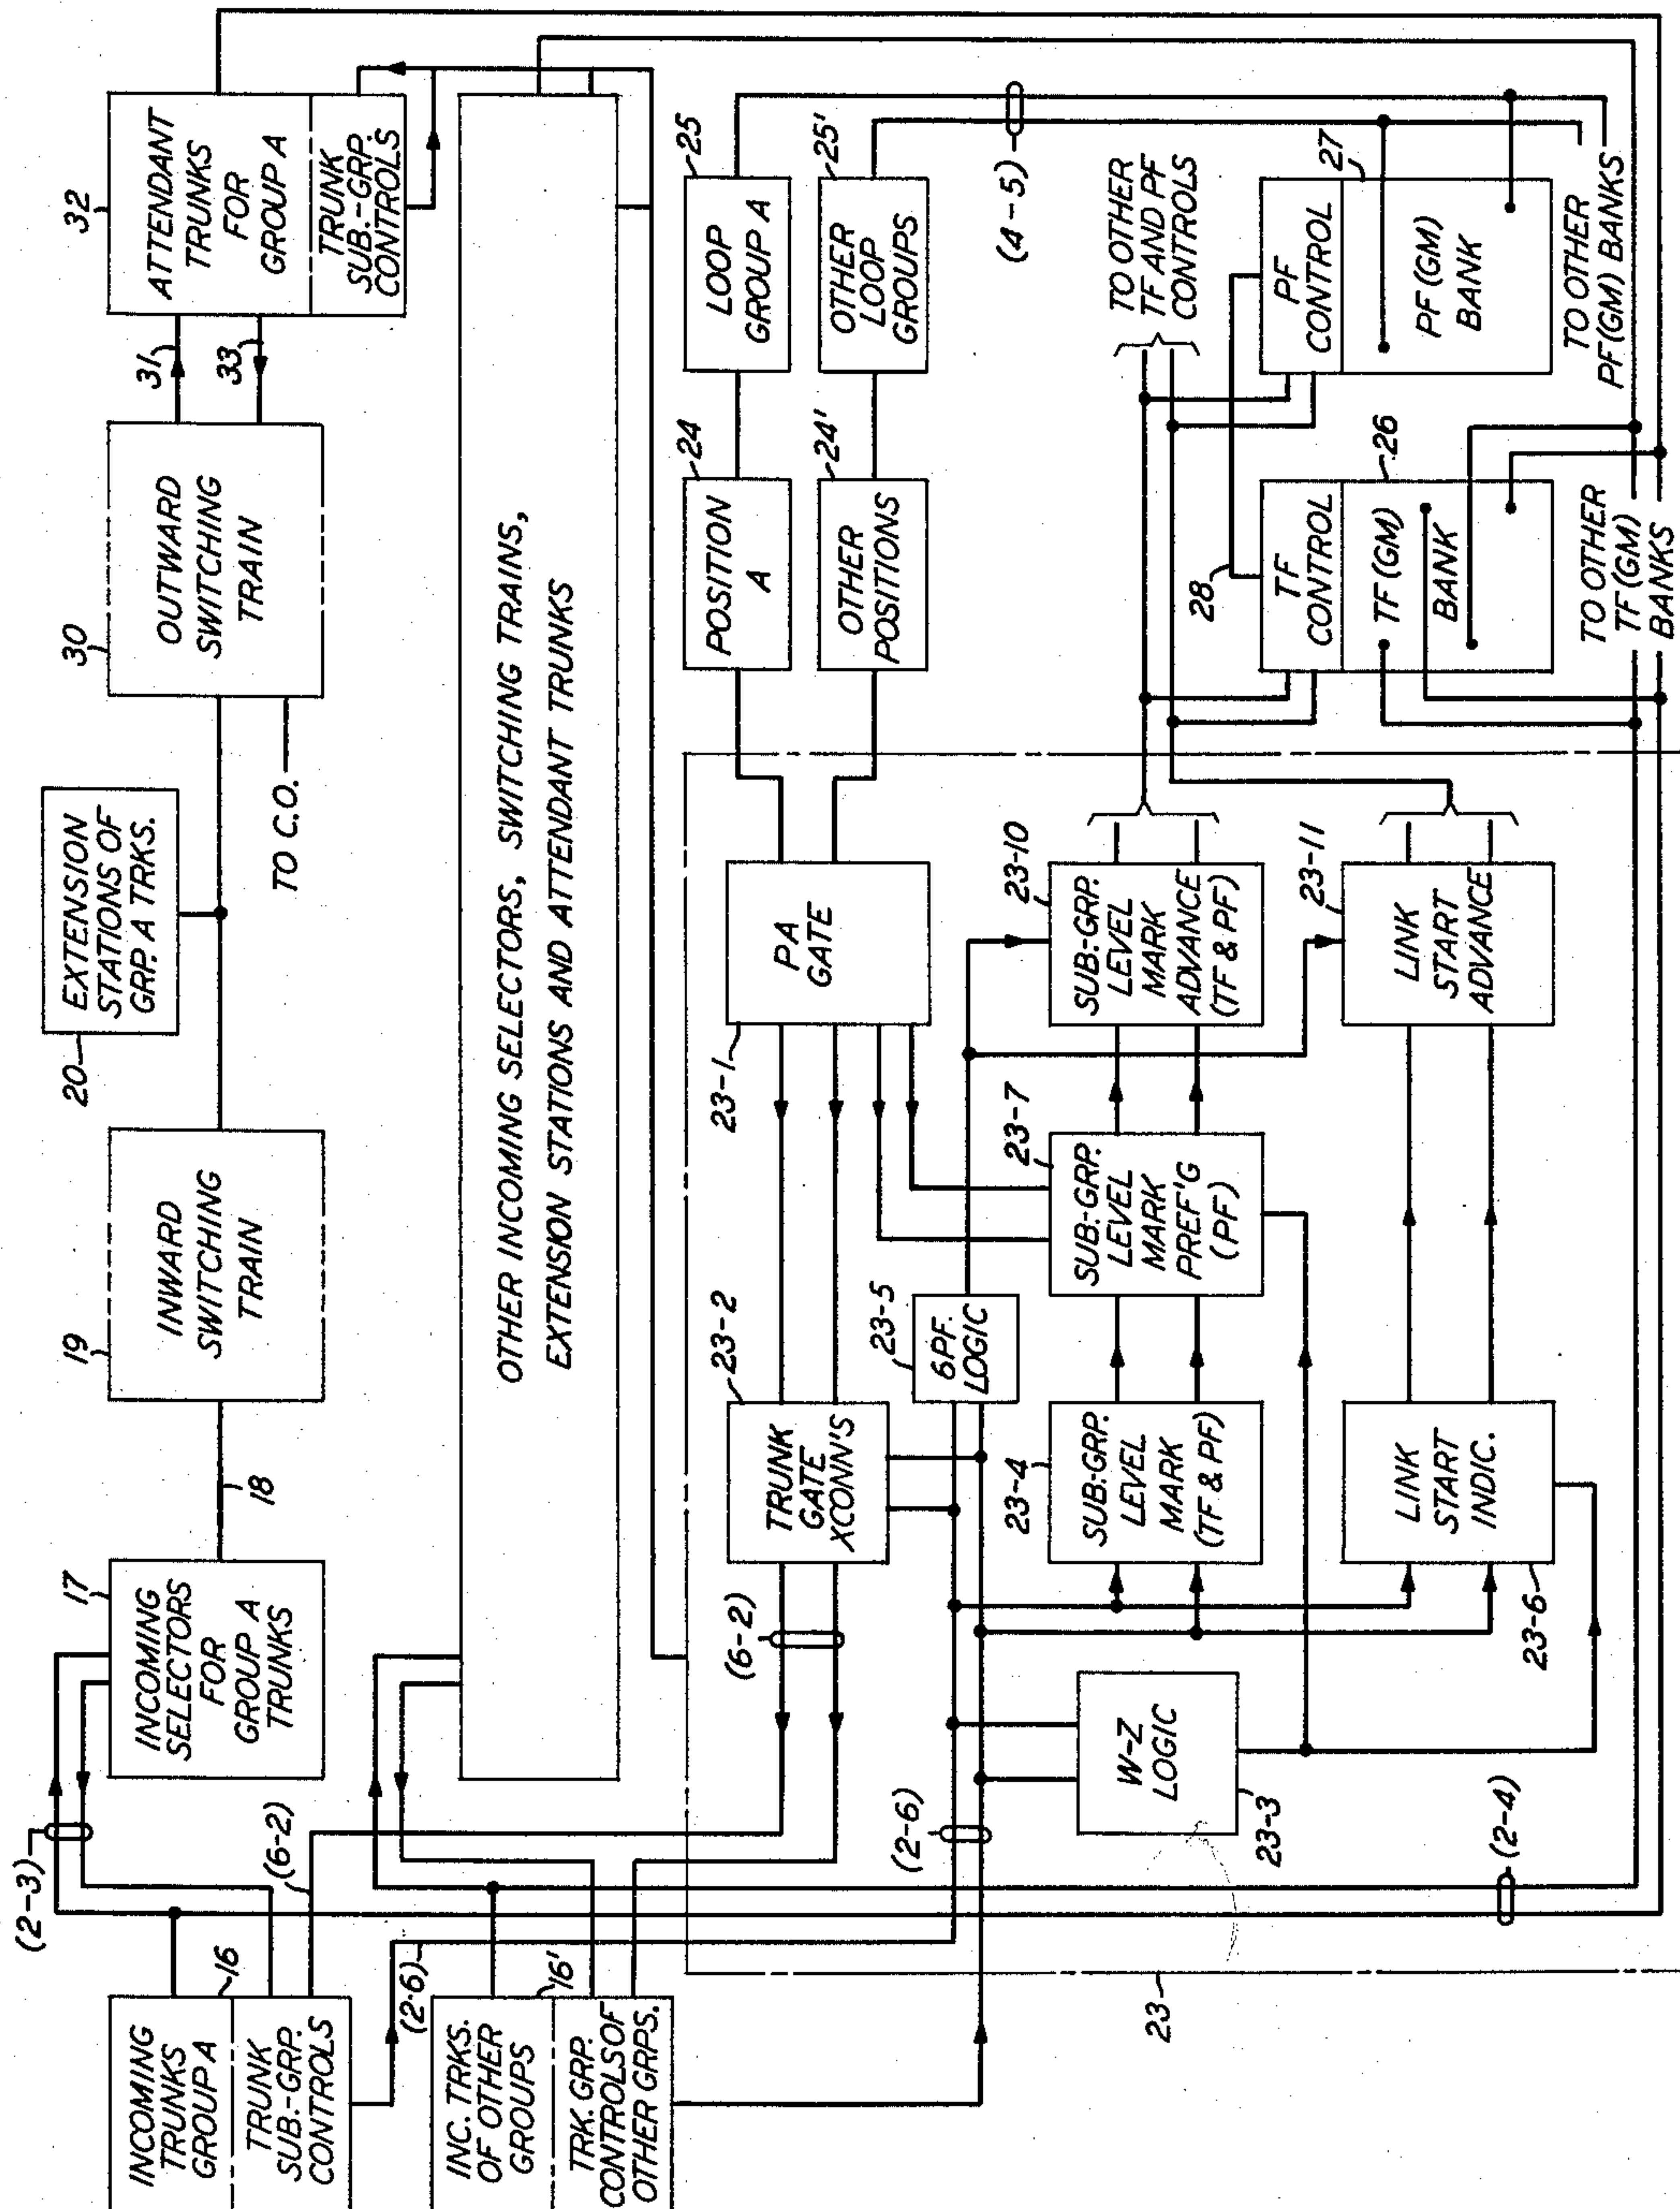 INCOMING
TRUNKS
GROUP A
16
TRUNK
SUB.-GRP.
CONTROLS
(2-3)
(6-2)
(2-6)
INC. TRKS.
OF OTHER
GROUPS
16'
TRK. GRP.
CONTROLS OF
OTHER GRPS.
17
INCOMING
SELECTORS
FOR
GROUP A
TRUNKS
18
19
INWARD
SWITCHING
TRAIN
20
EXTENSION
STATIONS OF
GRP. A TRKS.
TO C.O.
30
OUTWARD
SWITCHING
TRAIN
31
33
32
ATTENDANT
TRUNKS
FOR
GROUP A
TRUNK
SUB.-GRP.
CONTROLS
OTHER INCOMING SELECTORS, SWITCHING TRAINS,
EXTENSION STATIONS AND ATTENDANT TRUNKS
(6-2)
23-2
TRUNK
GATE
XCONN'S
23-1
PA
GATE
24
POSITION
A
24'
OTHER
POSITIONS
25
LOOP
GROUP A
25'
OTHER
LOOP
GROUPS
(4-5)
(2-6)
23-5
6PF.
LOGIC
W-Z
LOGIC
23-3
23-4
SUB.-GRP.
LEVEL
MARK
(TF & PF)
23-7
SUB.-GRP.
LEVEL
MARK
PREF'G
(PF)
23-10
SUB.-GRP.
LEVEL
MARK
ADVANCE
(TF & PF)
TO OTHER
TF AND PF
CONTROLS
LINK
START
INDIC.
23-6
23-11
LINK
START
ADVANCE
28
TF
CONTROL
TF (GM)
BANK
26
PF
CONTROL
27
PF (GM)
BANK
TO OTHER
TF (GM)
BANKS
TO OTHER
PF (GM) BANKS
(2-4)
23